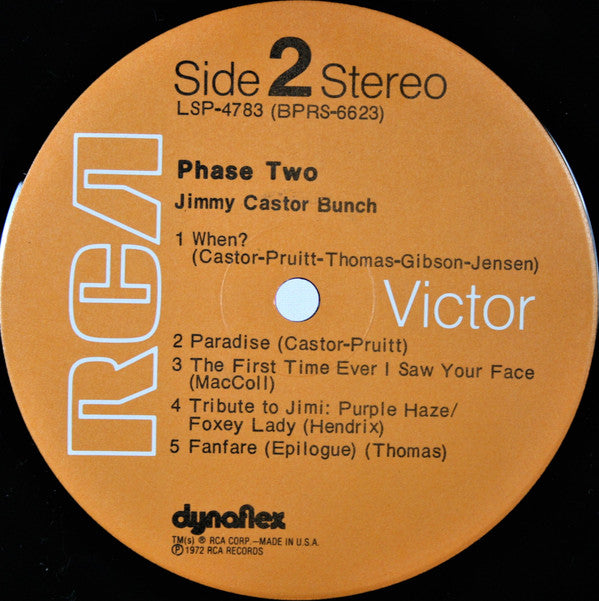 Side 2 Stereo
LSP-4783 (BPRS-6623)
Phase Two
Jimmy Castor Bunch
1 When?
(Castor-Pruitt-Thomas-Gibson-Jensen)
RCA
Victor
2 Paradise (Castor-Pruitt)
3 The First Time Ever I Saw Your Face
(MacColl)
4 Tribute to Jimi: Purple Haze/
Foxey Lady (Hendrix)
5 Fanfare (Epilogue) (Thomas)
dynaflex
TM(s) ® RCA CORP.—MADE IN U.S.A.
Ⓟ 1972 RCA RECORDS